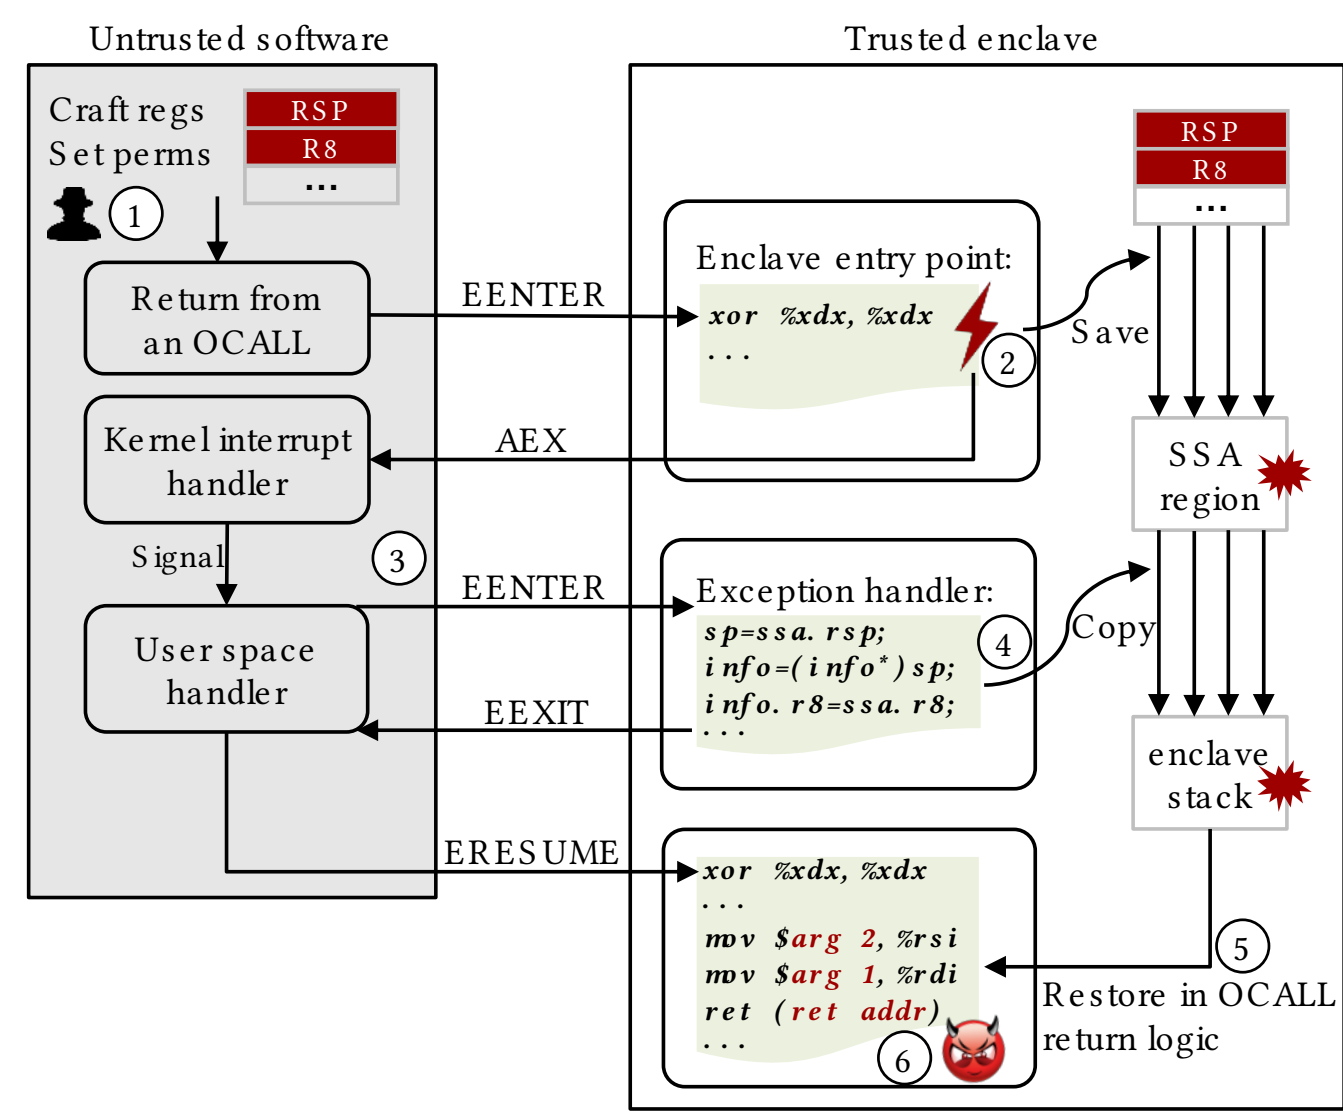 Untrusted software
Trusted enclave
Craft regs
Set perms
RSP
R8
...
1
Return from
an OCALL
EENTER
Enclave entry point:
xor %xdx, %xdx
...
2
Save
RSP
R8
...
AEX
Kernel interrupt
handler
SSA
region
Signal
3
EENTER
User space
handler
Exception handler:
sp=ssa.rsp;
info=(info*)sp;
info.r8=ssa.r8;
...
4
Copy
EEXIT
enclave
stack
ERESUME
xor %xdx, %xdx
...
mov $arg 2, %rsi
mov $arg 1, %rdi
ret (ret addr)
...
5
Restore in OCALL
return logic
6